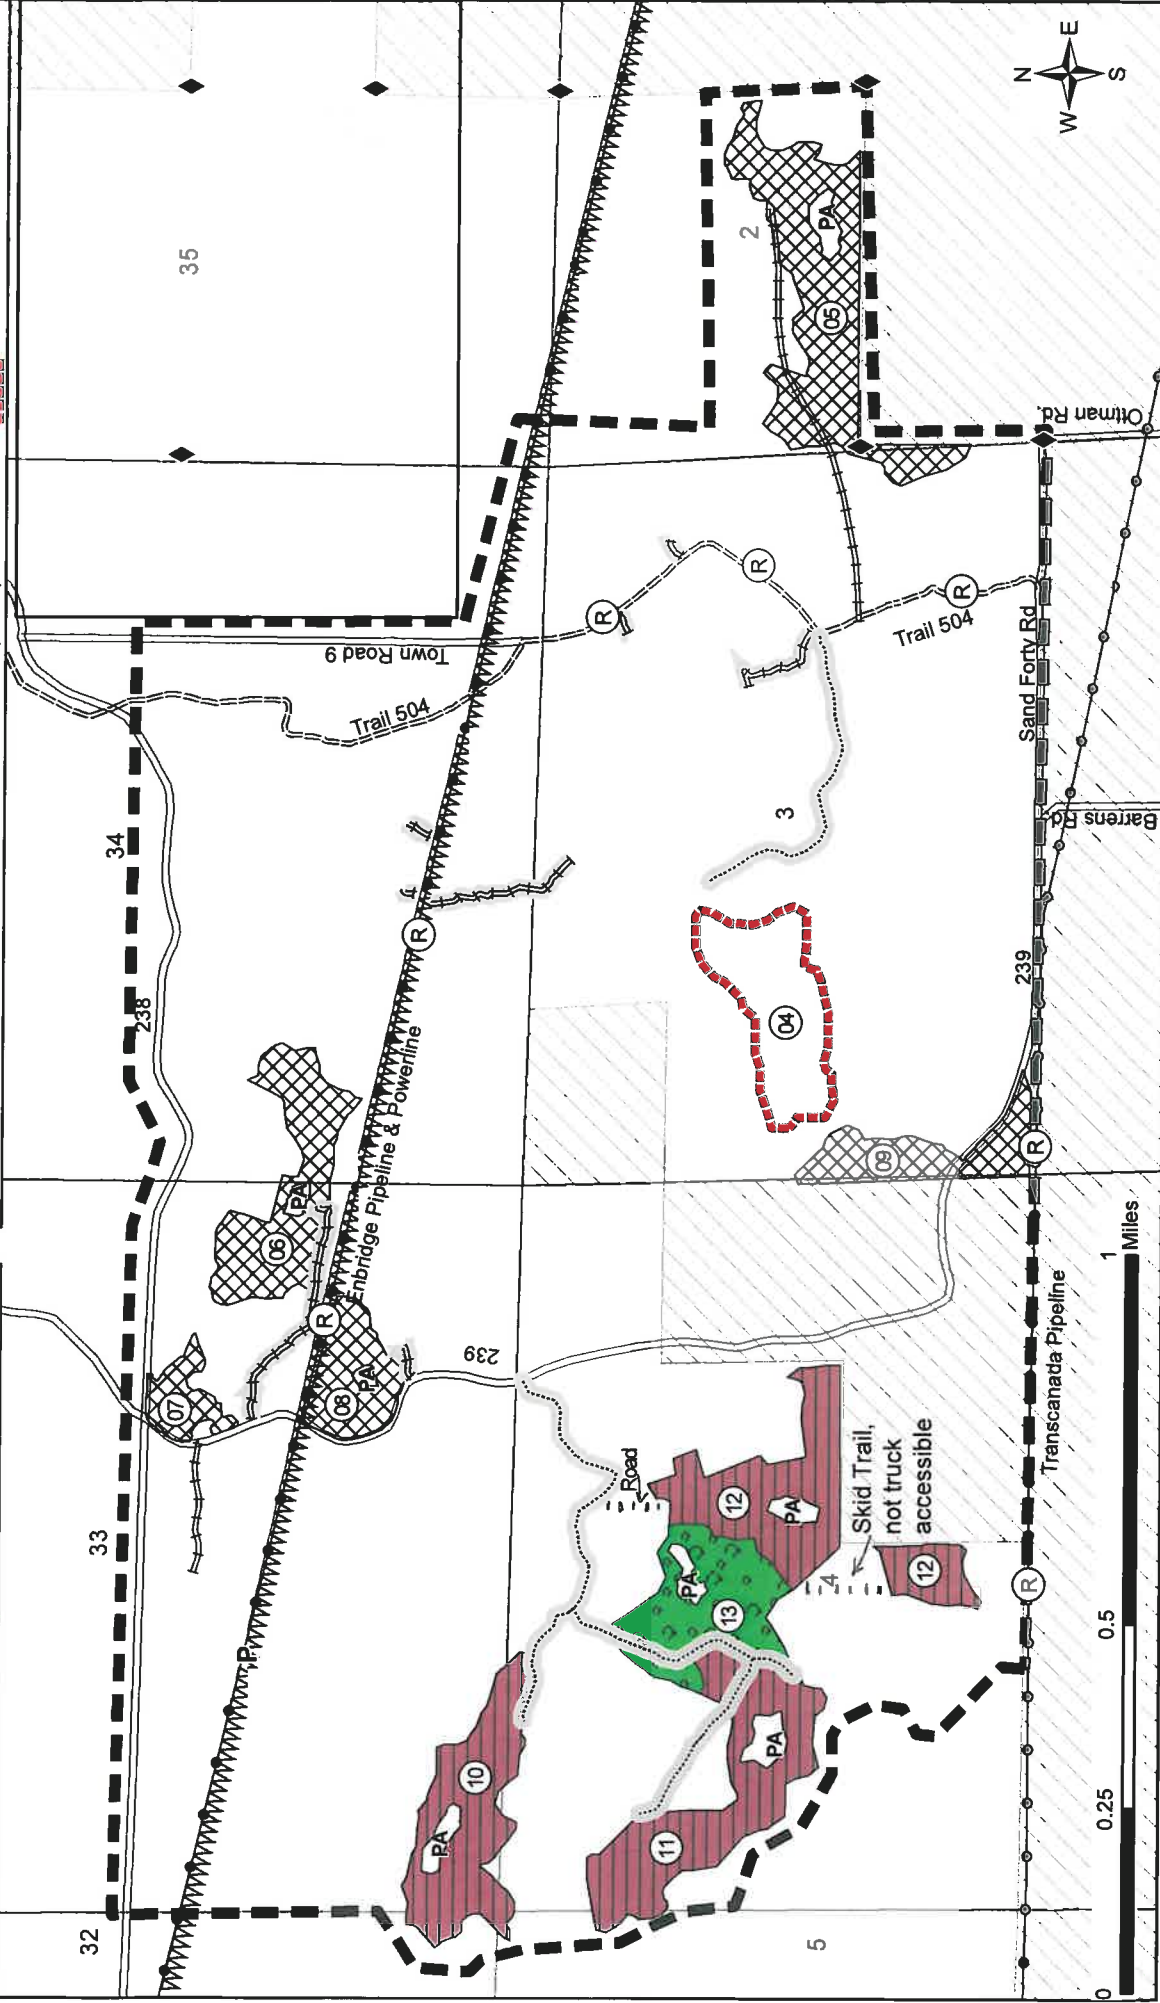 35
34
33
32
238
Town Road 9
Trail 504
R
Enbridge Pipeline & Powerline
PA
06
07
R
08
PA
P
239
2
PA
05
R
R
Trail 504
3
04
09
Ottman Rd
Sand Forty Rd
Barrens Rd
239
R
Road
12
PA
Skid Trail,
not truck
accessible
12
4
13
PA
10
PA
11
PA
5
R
Transcanada Pipeline
R
N
E
S
W
0
0.25
0.5
1
Miles